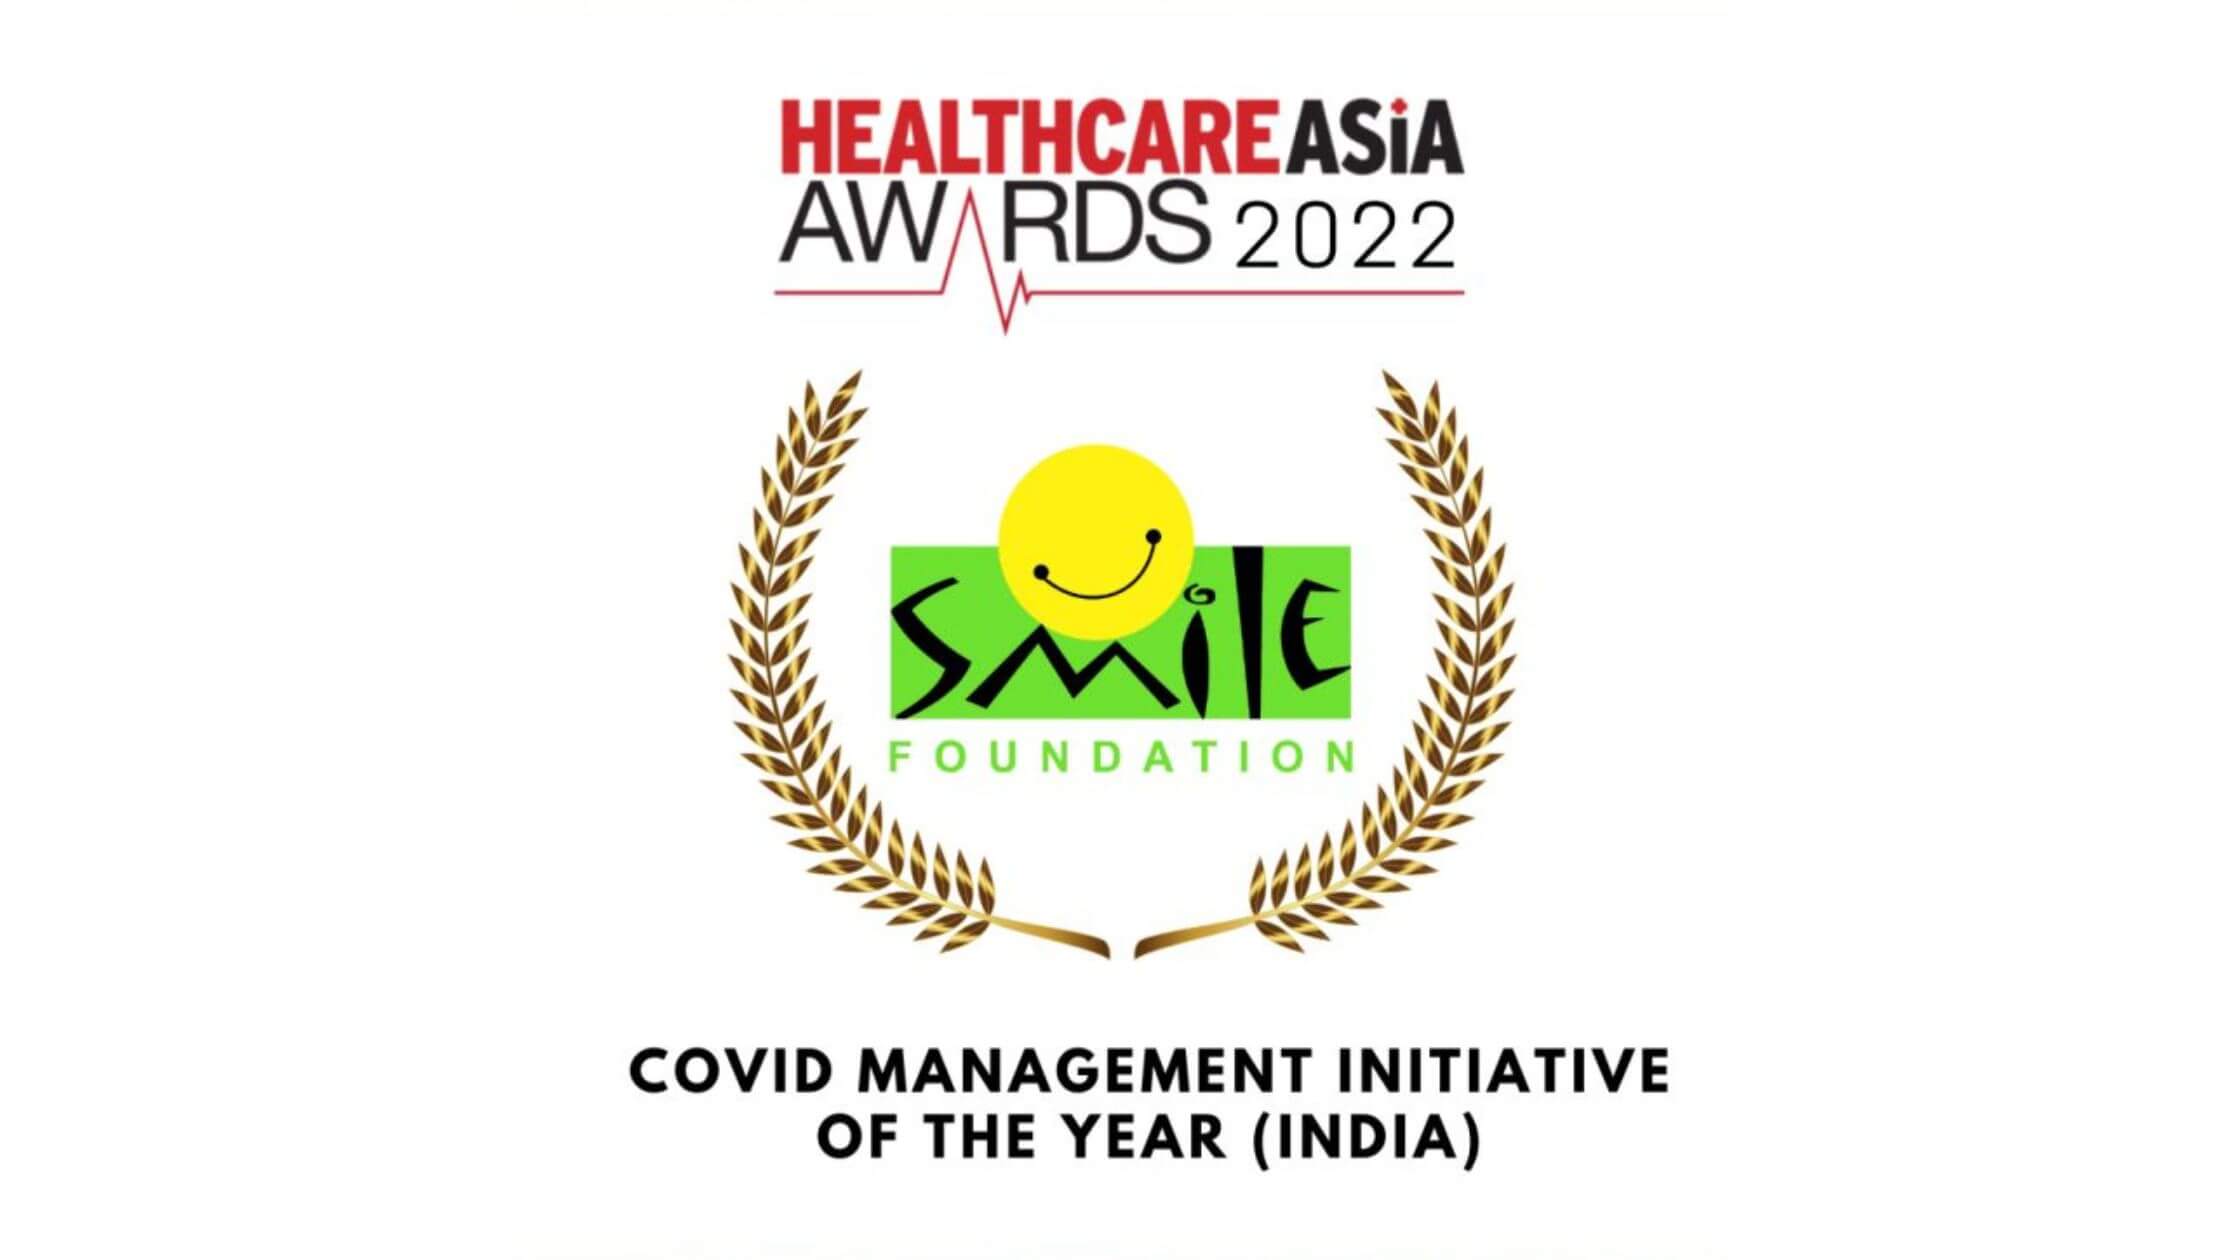 HEALTHCARE ASiA
AWARDS 2022
SMilE
FOUNDATION
COVID MANAGEMENT INITIATIVE
OF THE YEAR (INDIA)